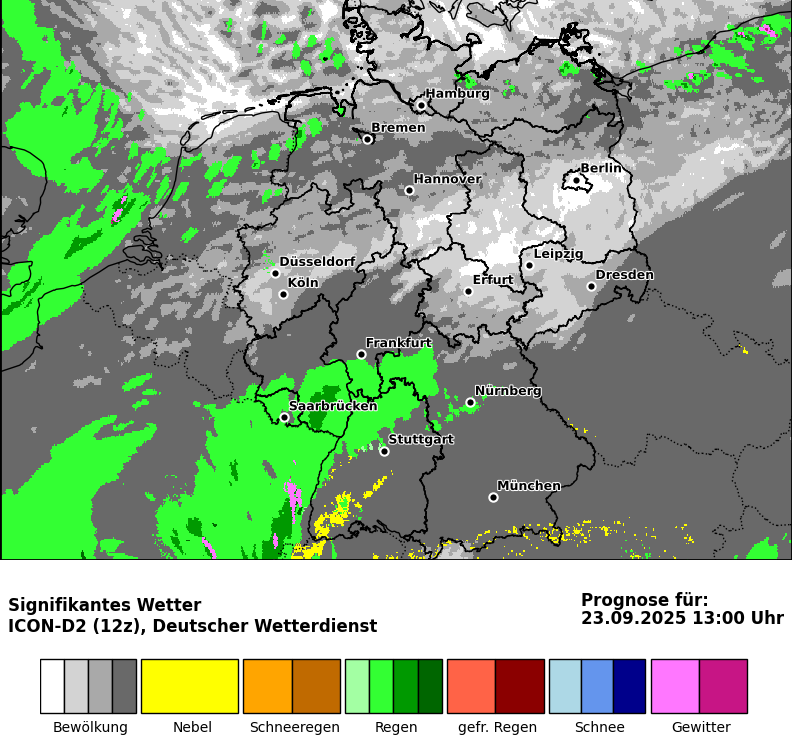 Hamburg
Bremen
Berlin
Hannover
Düsseldorf
Leipzig
Köln
Erfurt
Dresden
Frankfurt
Nürnberg
Saarbrücken
Stuttgart
München
Signifikantes Wetter
ICON-D2 (12z), Deutscher Wetterdienst
Prognose für:
23.09.2025 13:00 Uhr
Bewölkung
Nebel
Schneeregen
Regen
gefr. Regen
Schnee
Gewitter